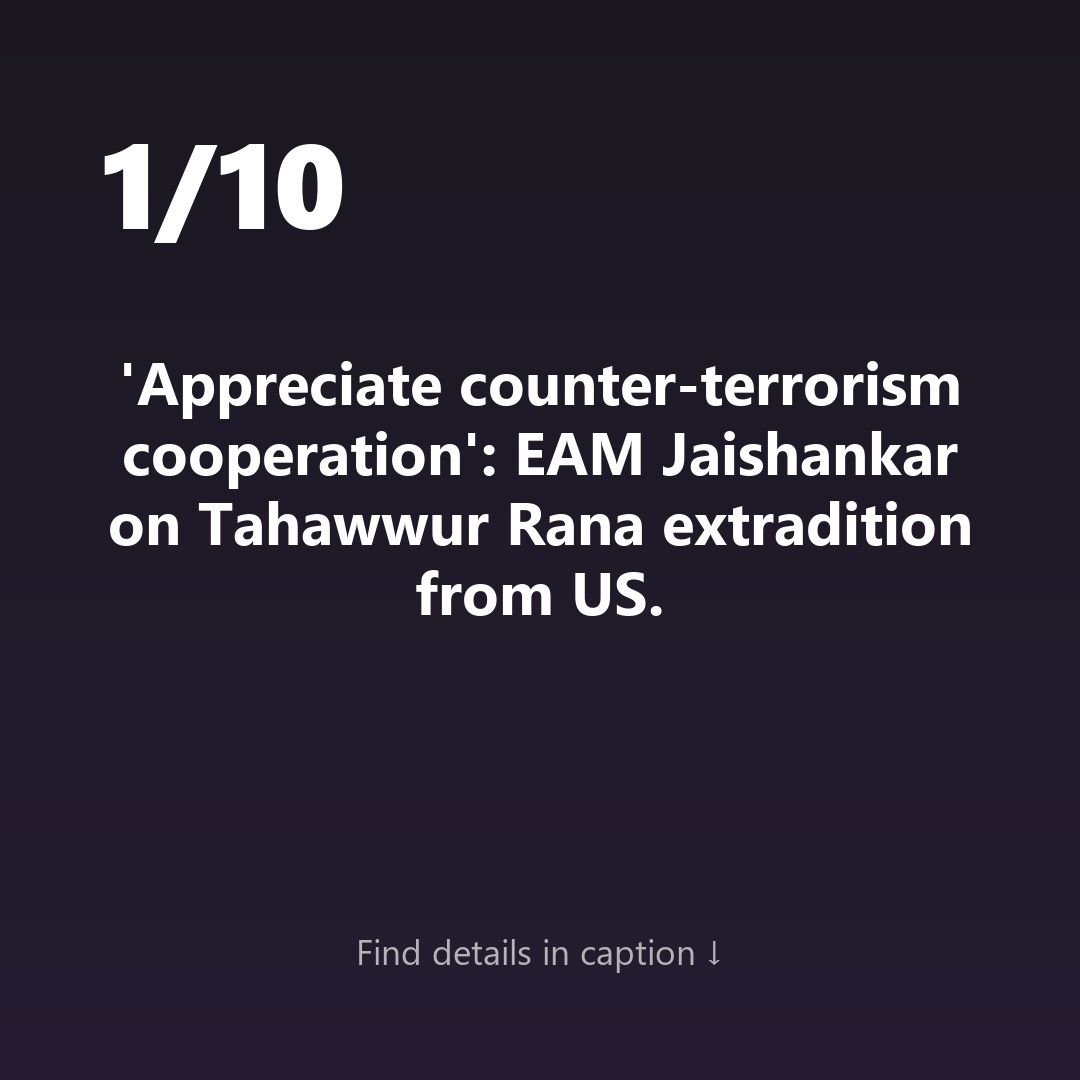 1/10
'Appreciate counter-terrorism
cooperation': EAM Jaishankar
on Tahawwur Rana extradition
from US.
Find details in caption ↓